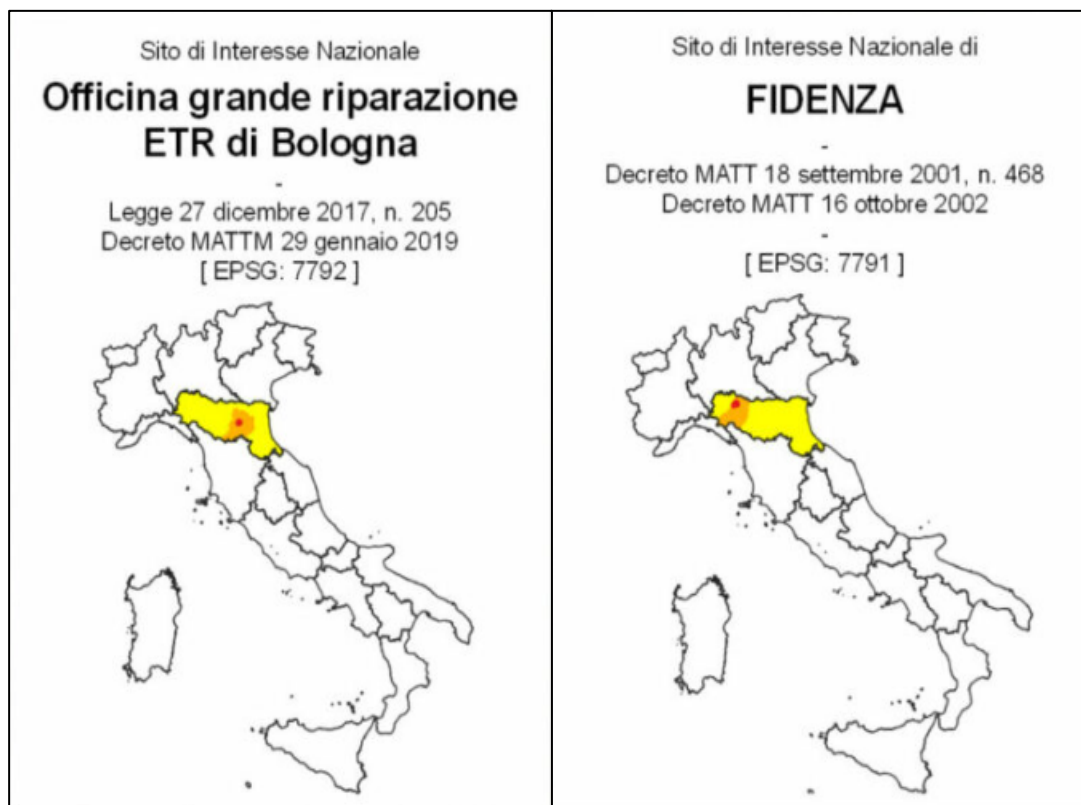 Sito di Interesse Nazionale
Officina grande riparazione
ETR di Bologna
-
Legge 27 dicembre 2017, n. 205
Decreto MATTM 29 gennaio 2019
[ EPSG: 7792 ]
Sito di Interesse Nazionale di
FIDENZA
-
Decreto MATT 18 settembre 2001, n. 468
Decreto MATT 16 ottobre 2002
-
[ EPSG: 7791 ]